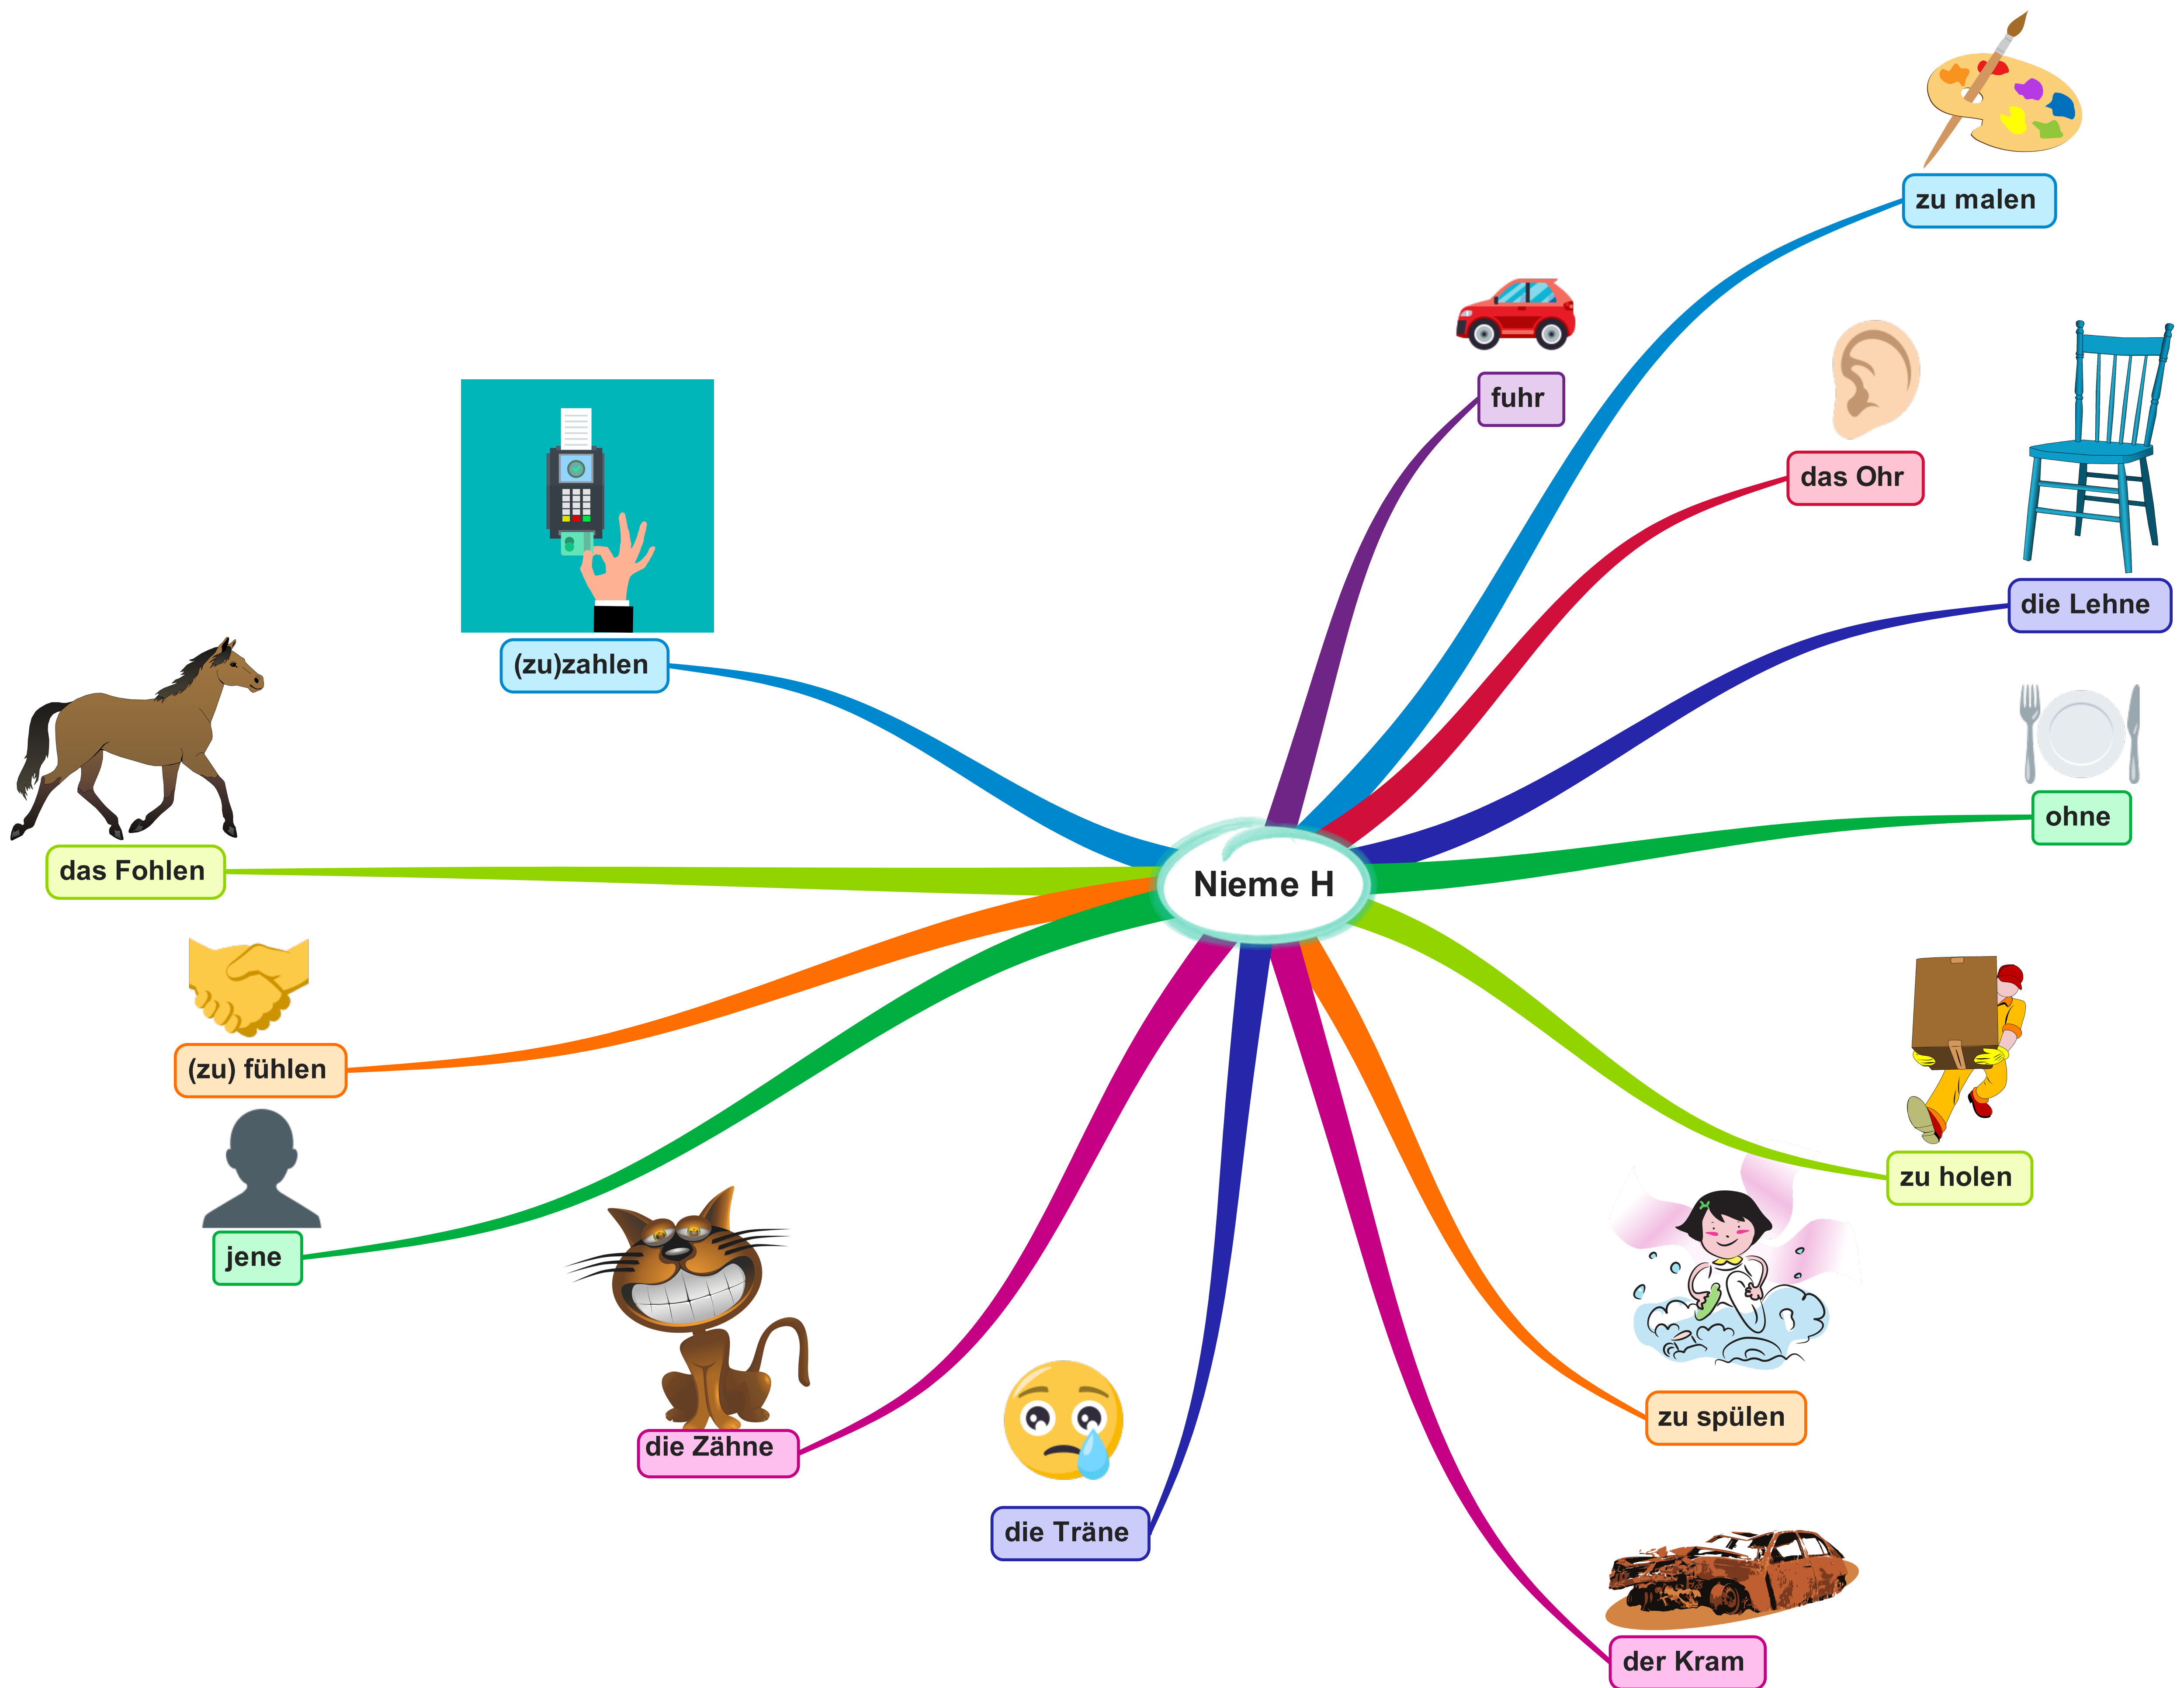 Nieme H
zu malen
fuhr
das Ohr
die Lehne
ohne
zu holen
zu spülen
der Kram
die Träne
die Zähne
jene
(zu) fühlen
das Fohlen
(zu)zahlen